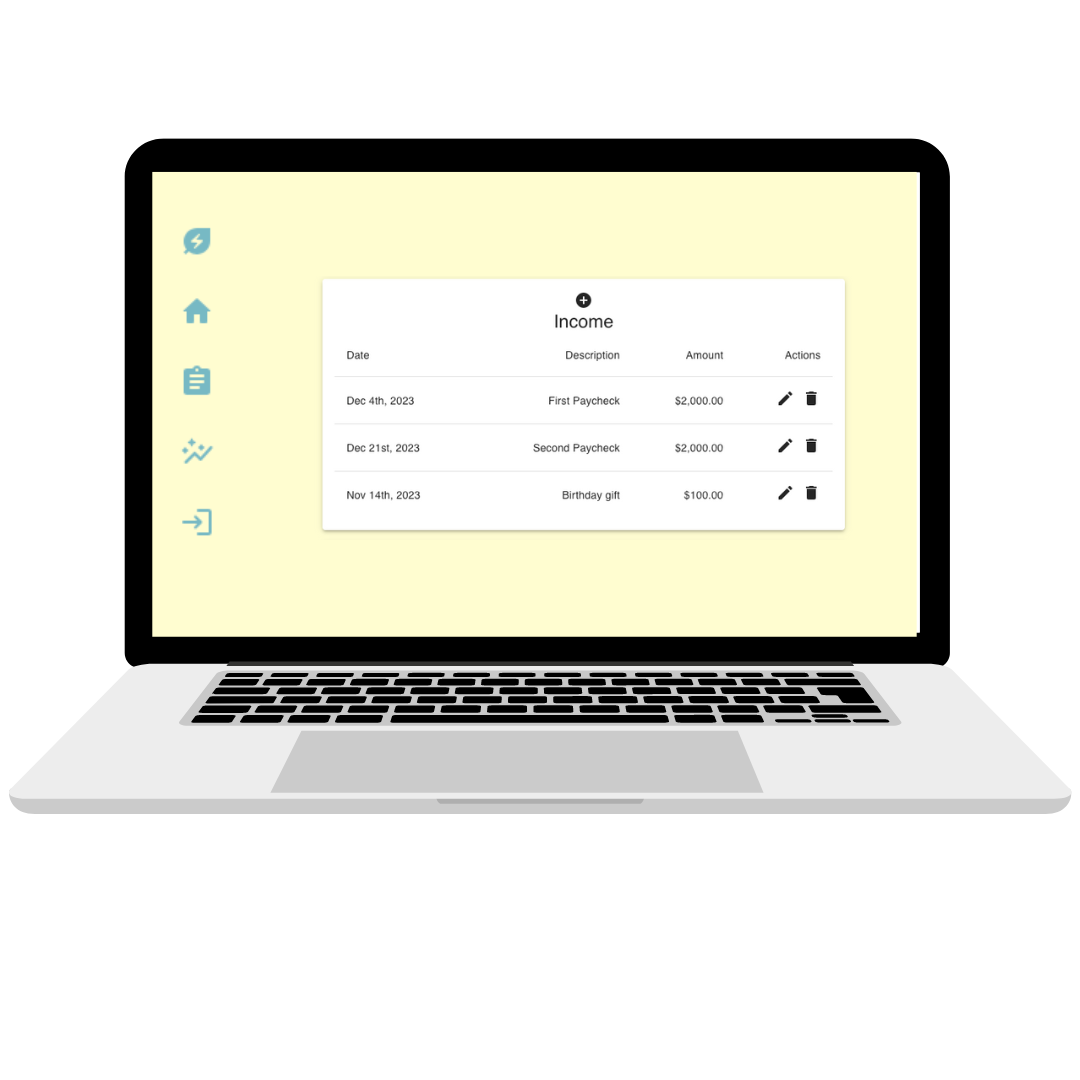 Income
Date Description Amount Actions
Dec 4th, 2023 First Paycheck $2,000.00
Dec 21st, 2023 Second Paycheck $2,000.00
Nov 14th, 2023 Birthday gift $100.00